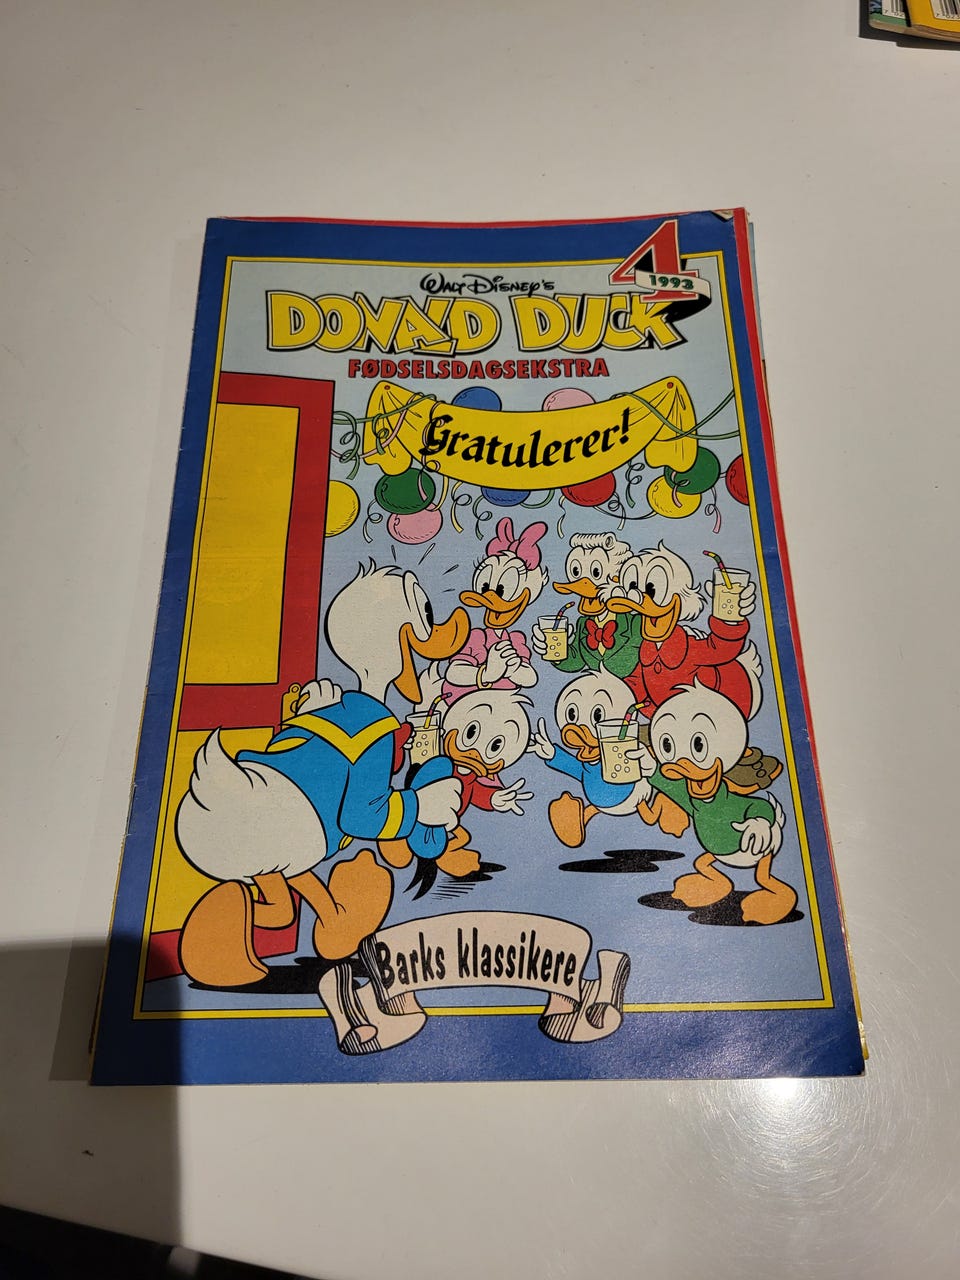 4
1993
WALT DISNEY'S
DONALD DUCK
FØDSELSDAGSEKSTRA
Gratulerer!
Barks klassikere